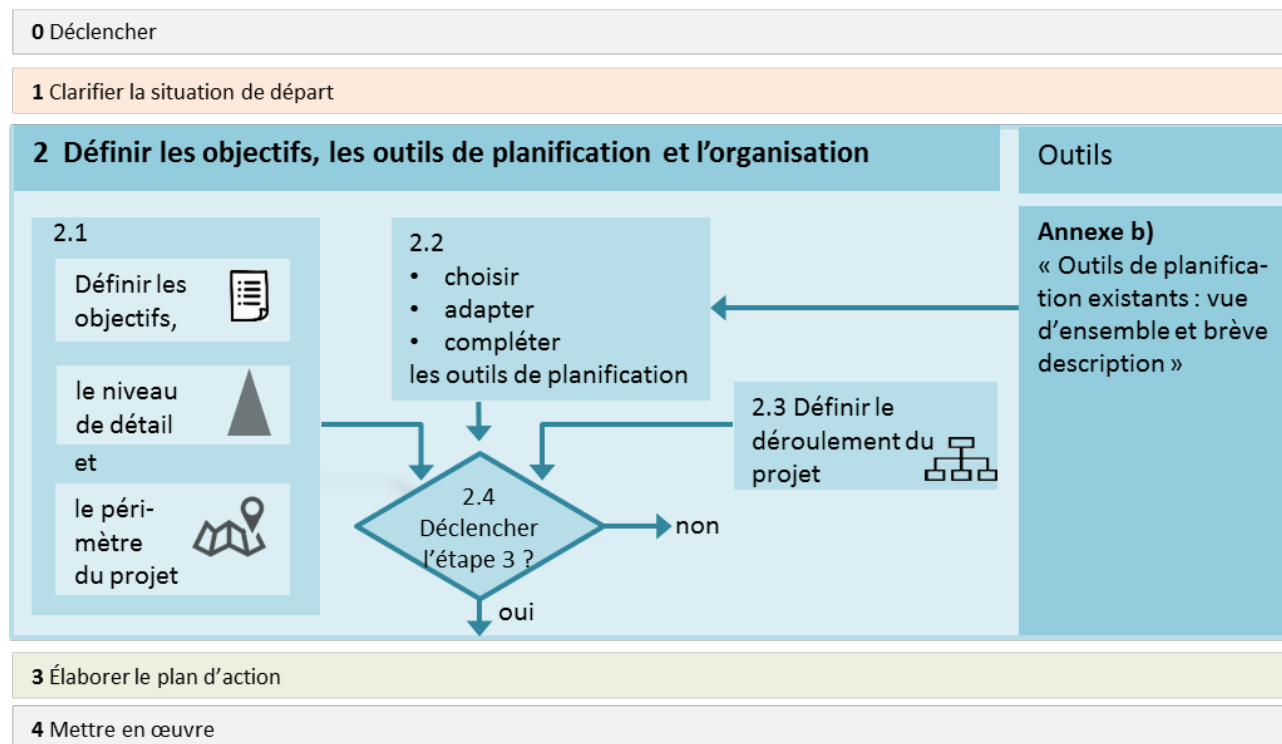 0 Déclencher
1 Clarifier la situation de départ
2 Définir les objectifs, les outils de planification et l’organisation
Outils
2.1
Définir les
objectifs,
le niveau
de détail
et
le péri-
mètre
du projet
2.2
• choisir
• adapter
• compléter
les outils de planification
2.3 Définir le
déroulement du
projet
2.4
Déclencher
l’étape 3 ?
non
oui
Annexe b)
« Outils de planifica-
tion existants : vue
d’ensemble et brève
description »
3 Élaborer le plan d’action
4 Mettre en œuvre